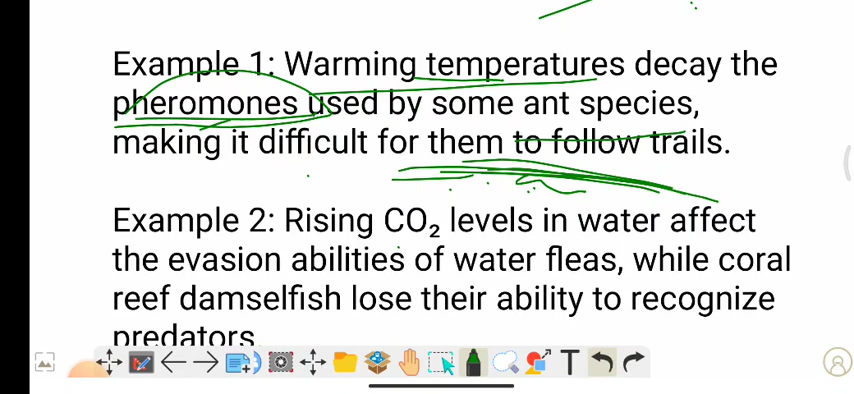 Example 1: Warming temperatures decay the
pheromones used by some ant species,
making it difficult for them to follow trails.
Example 2: Rising CO₂ levels in water affect
the evasion abilities of water fleas, while coral
reef damselfish lose their ability to recognize
predators.
T